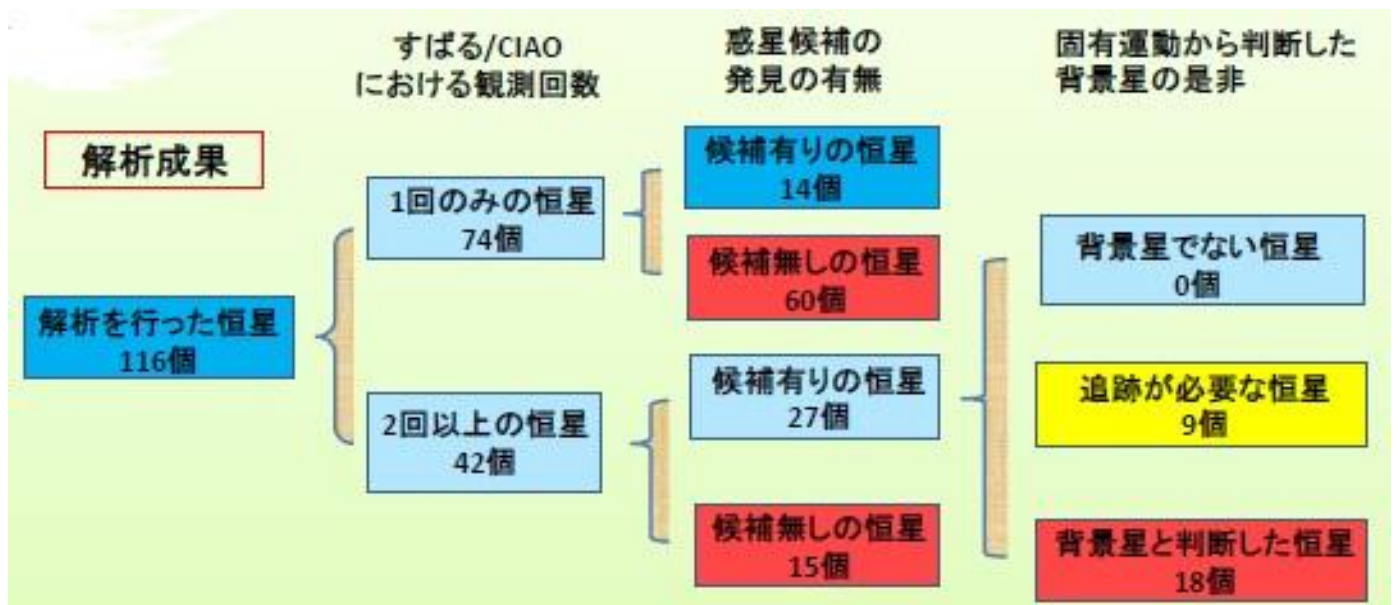 すばる/CIAO
における観測回数
惑星候補の
発見の有無
固有運動から判断した
背景星の是非
解析成果
解析を行った恒星
116個
1回のみの恒星
74個
2回以上の恒星
42個
候補有りの恒星
14個
候補無しの恒星
60個
候補有りの恒星
27個
候補無しの恒星
15個
背景星でない恒星
0個
追跡が必要な恒星
9個
背景星と判断した恒星
18個